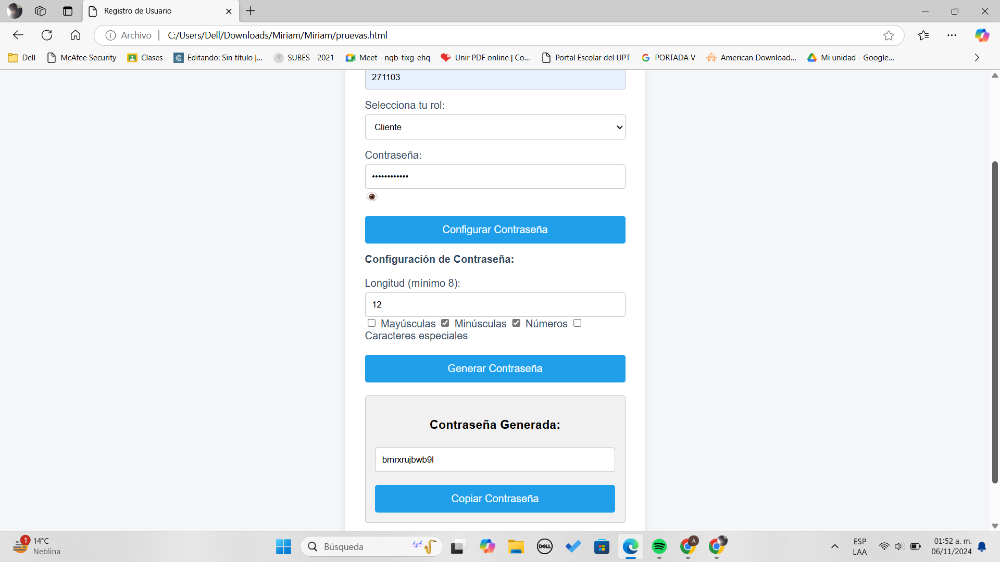 Registro de Usuario
Archivo
C:/Users/Dell/Downloads/Miriam/Miriam/pruevas.html
Dell
McAfee Security
Clases
Editando: Sin título |...
SUBES - 2021
Meet - nqb-tixg-ehq
Unir PDF online | Co...
Portal Escolar del UPT
PORTADA V
American Download...
Mi unidad - Google...
271103
Selecciona tu rol:
Cliente
Contraseña:
••••••••••••
Configurar Contraseña
Configuración de Contraseña:
Longitud (mínimo 8):
12
Mayúsculas Minúsculas Números
Caracteres especiales
Generar Contraseña
Contraseña Generada:
bmrxrujbwb9l
Copiar Contraseña
1
14°C
Neblina
Búsqueda
DELL
A
ESP
LAA
01:52 a. m.
06/11/2024